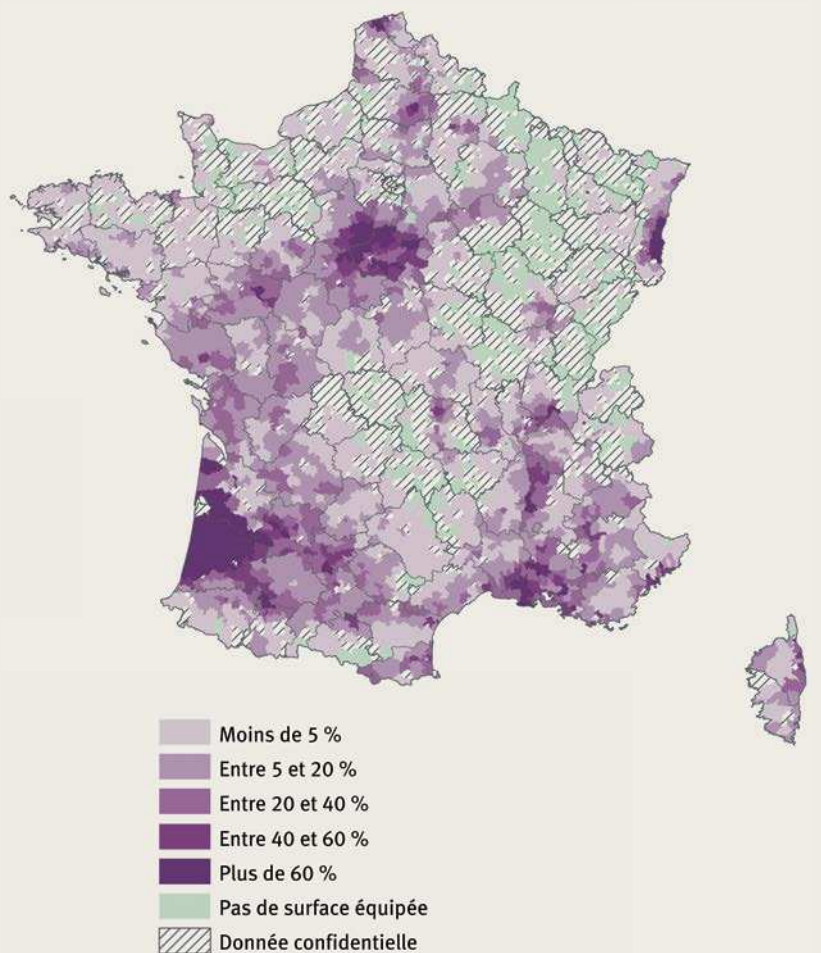 Moins de 5 %
Entre 5 et 20 %
Entre 20 et 40 %
Entre 40 et 60 %
Plus de 60 %
Pas de surface équipée
Donnée confidentielle